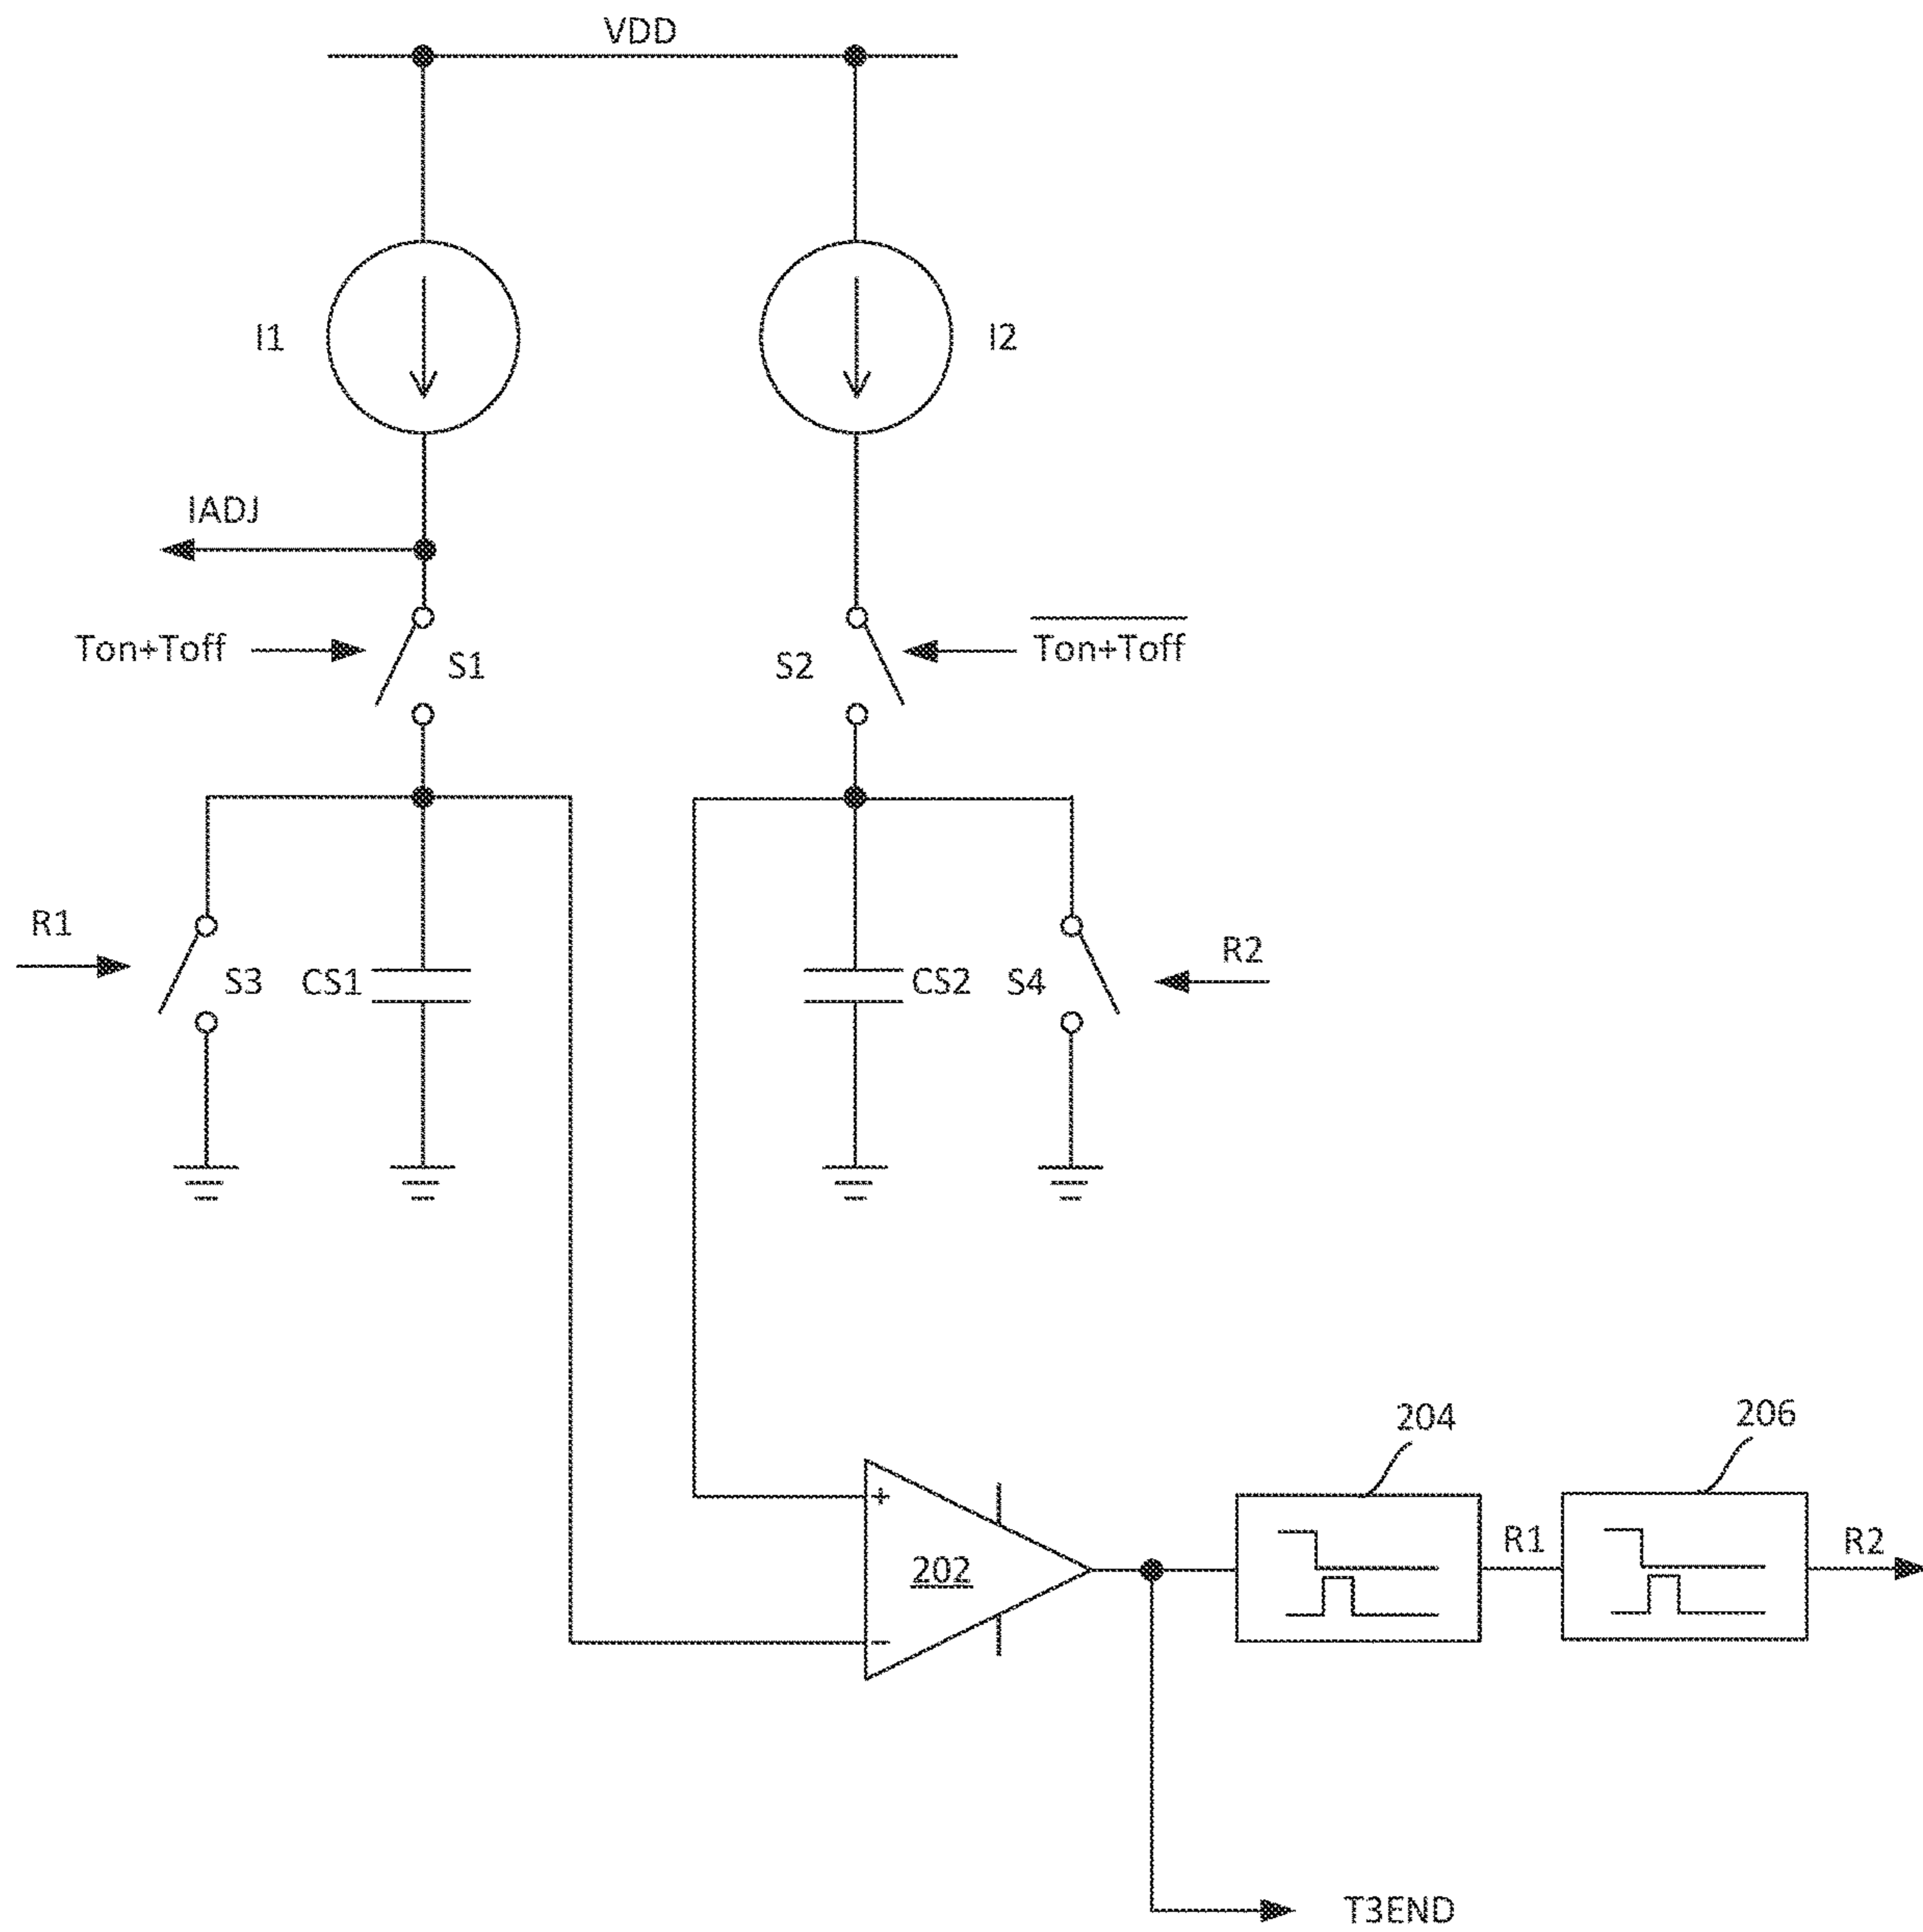 VDD
I1
I2
IADJ
Ton+Toff
S1
S2
Ton+Toff
R1
S3
CS1
CS2
S4
R2
204
206
+
202
R1
R2
−
T3END